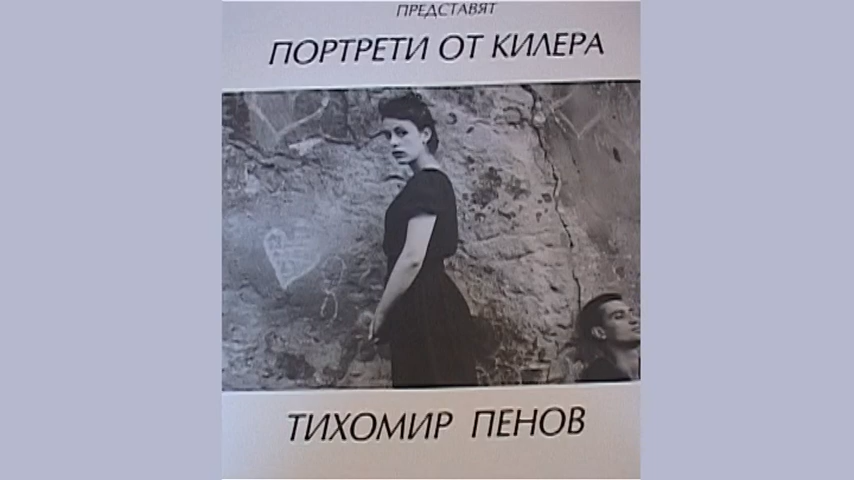 ПРЕДСТАВЯТ
ПОРТРЕТИ ОТ КИЛЕРА
ТИХОМИР ПЕНОВ